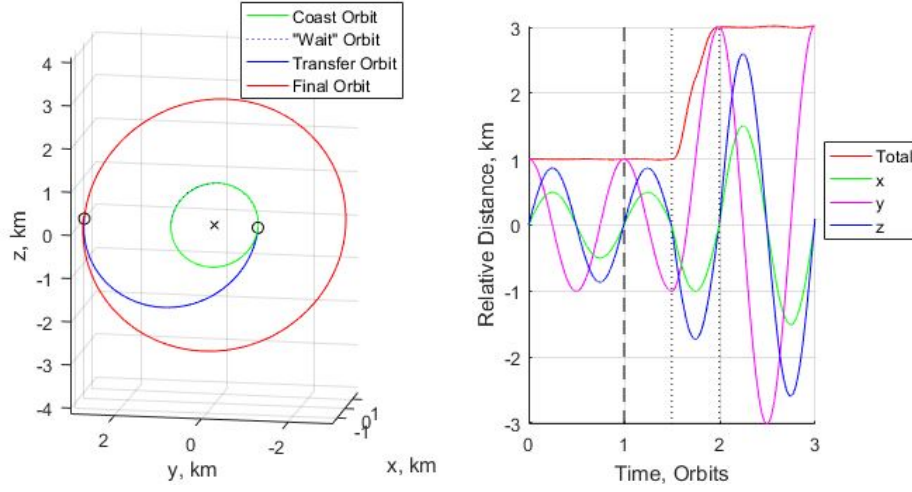 Coast Orbit
"Wait" Orbit
Transfer Orbit
Final Orbit
4
3
2
1
0
-1
-2
-3
-4
z, km
2
0
-2
y, km
1
0
-1
x, km
3
2
1
0
-1
-2
-3
Relative Distance, km
0
1
2
3
Time, Orbits
Total
x
y
z